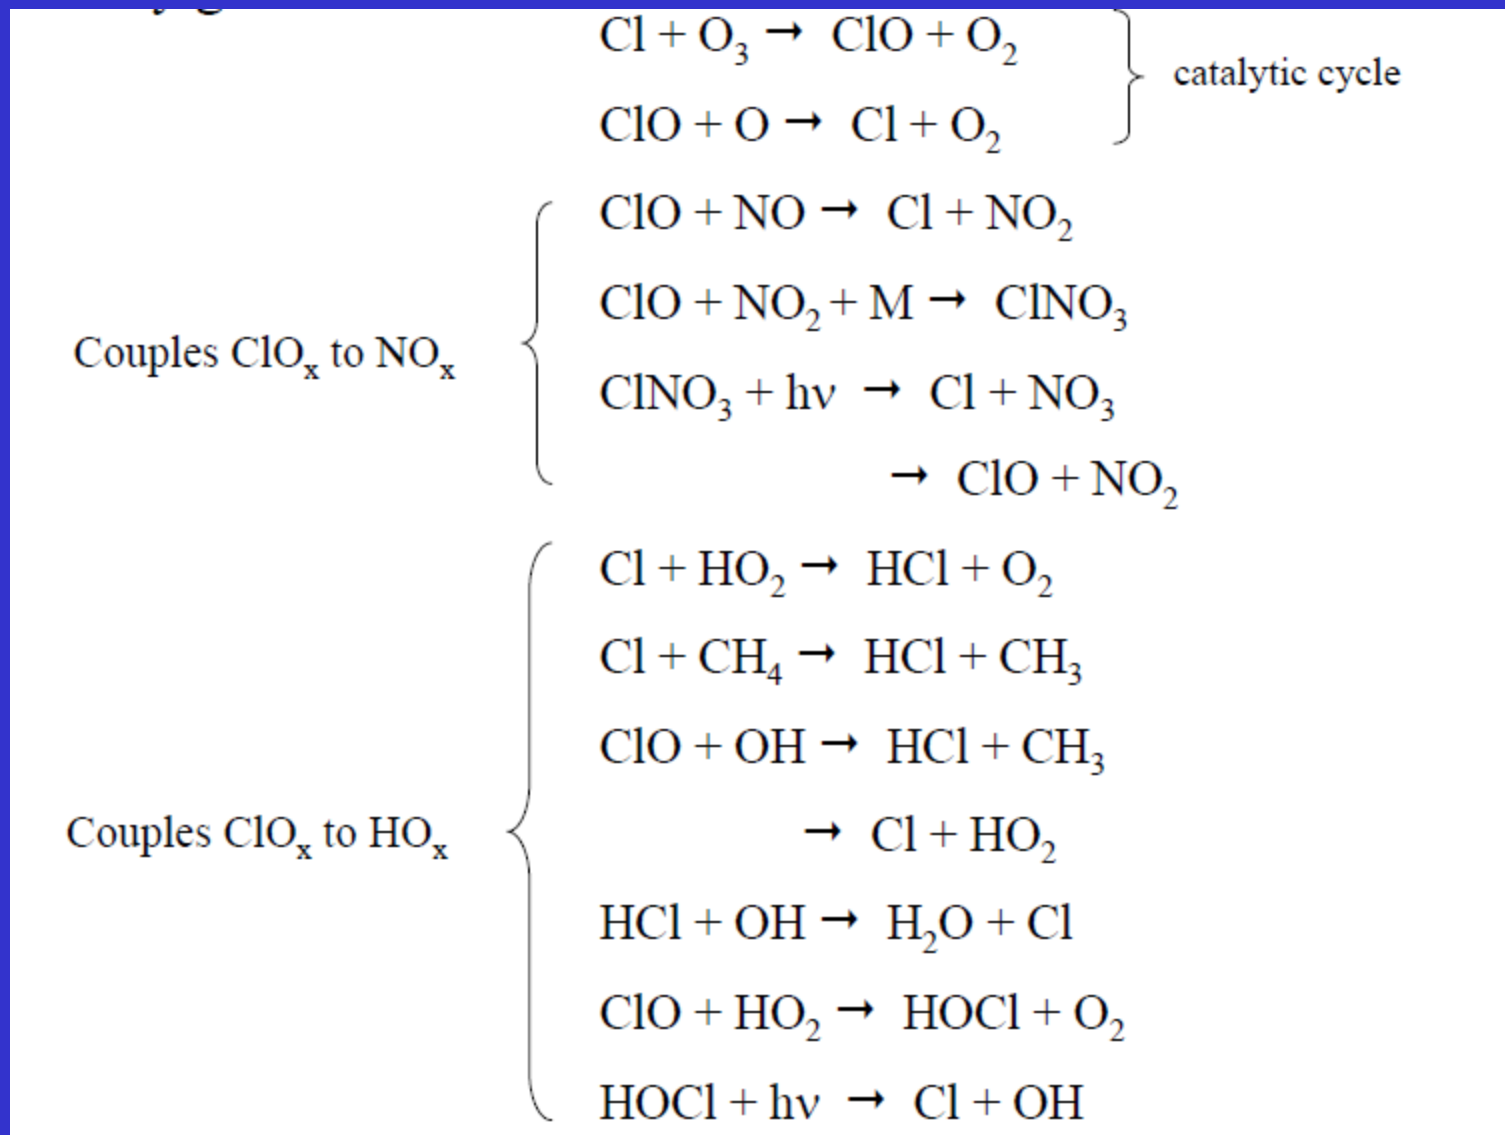 Cl + O₃ → ClO + O₂
catalytic cycle
ClO + O → Cl + O₂
ClO + NO → Cl + NO₂
ClO + NO₂ + M → ClNO₃
Couples ClOₓ to NOₓ
ClNO₃ + hν → Cl + NO₃
→ ClO + NO₂
Cl + HO₂ → HCl + O₂
Cl + CH₄ → HCl + CH₃
ClO + OH → HCl + CH₃
Couples ClOₓ to HOₓ
→ Cl + HO₂
HCl + OH → H₂O + Cl
ClO + HO₂ → HOCl + O₂
HOCl + hν → Cl + OH